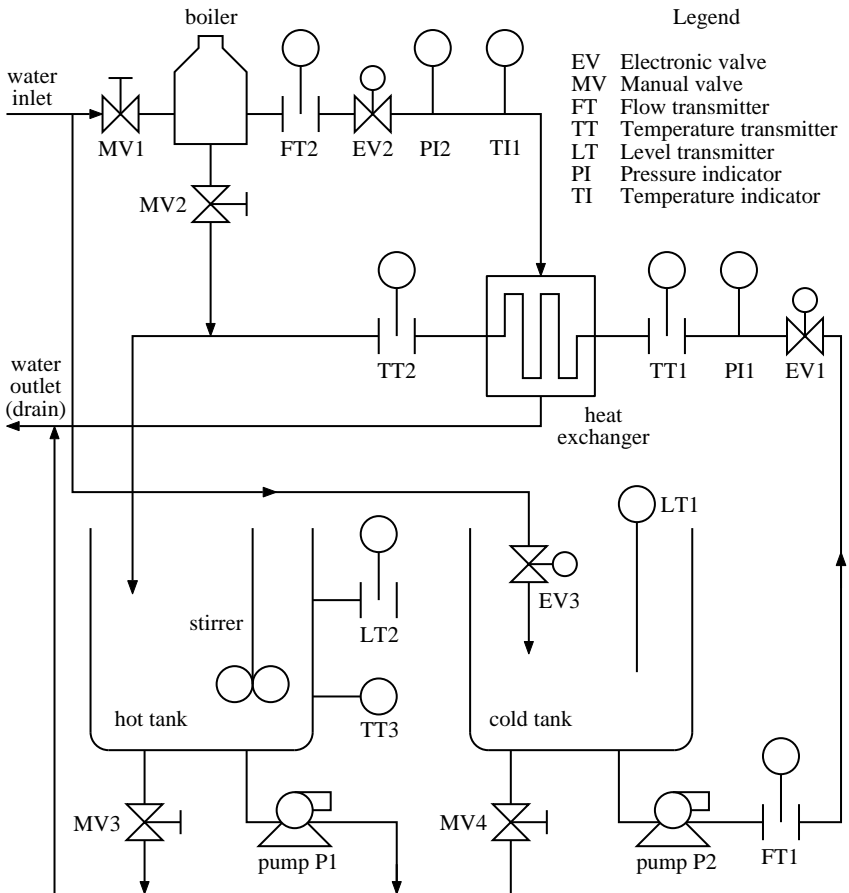 boiler
Legend
water
inlet
EV Electronic valve
MV Manual valve
FT Flow transmitter
TT Temperature transmitter
LT Level transmitter
PI Pressure indicator
TI Temperature indicator
MV1
FT2
EV2
PI2
TI1
MV2
water
outlet
(drain)
TT2
TT1
PI1
EV1
heat
exchanger
LT1
EV3
stirrer
LT2
hot tank
TT3
cold tank
MV3
pump P1
MV4
pump P2
FT1